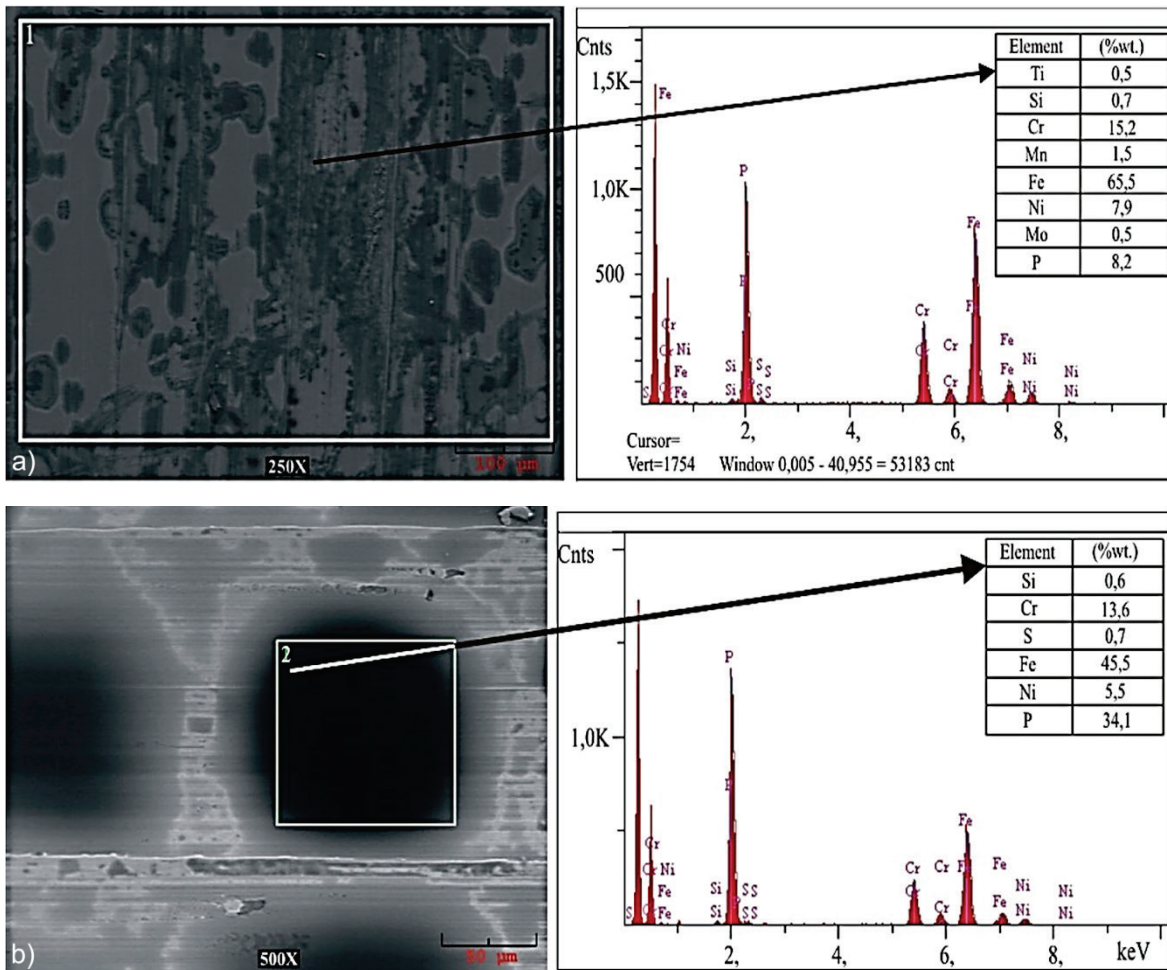 1
250X
100 µm
a)
Cnts
1,5K
1,0K
500
Fe
P
Fe
Cr
Cr
Cr
Ni
Fe
Fe
S
Si
Si
S
S
S
S
Cr
Cr
Cr
Fe
Fe
Ni
Ni
Ni
Ni
2, 4, 6, 8,
Cursor=
Vert=1754 Window 0,005 - 40,955 = 53183 cnt
Element (%wt.)
Ti 0,5
Si 0,7
Cr 15,2
Mn 1,5
Fe 65,5
Ni 7,9
Mo 0,5
P 8,2
2
500X
50 µm
b)
Cnts
1,0K
P
Fe
Cr
Cr Ni
Fe
Fe
S
Si
Si
S
S
S
Cr
Cr
Cr
Fe
Fe
Ni
Ni
Ni
Ni
2, 4, 6, 8, keV
Element (%wt.)
Si 0,6
Cr 13,6
S 0,7
Fe 45,5
Ni 5,5
P 34,1